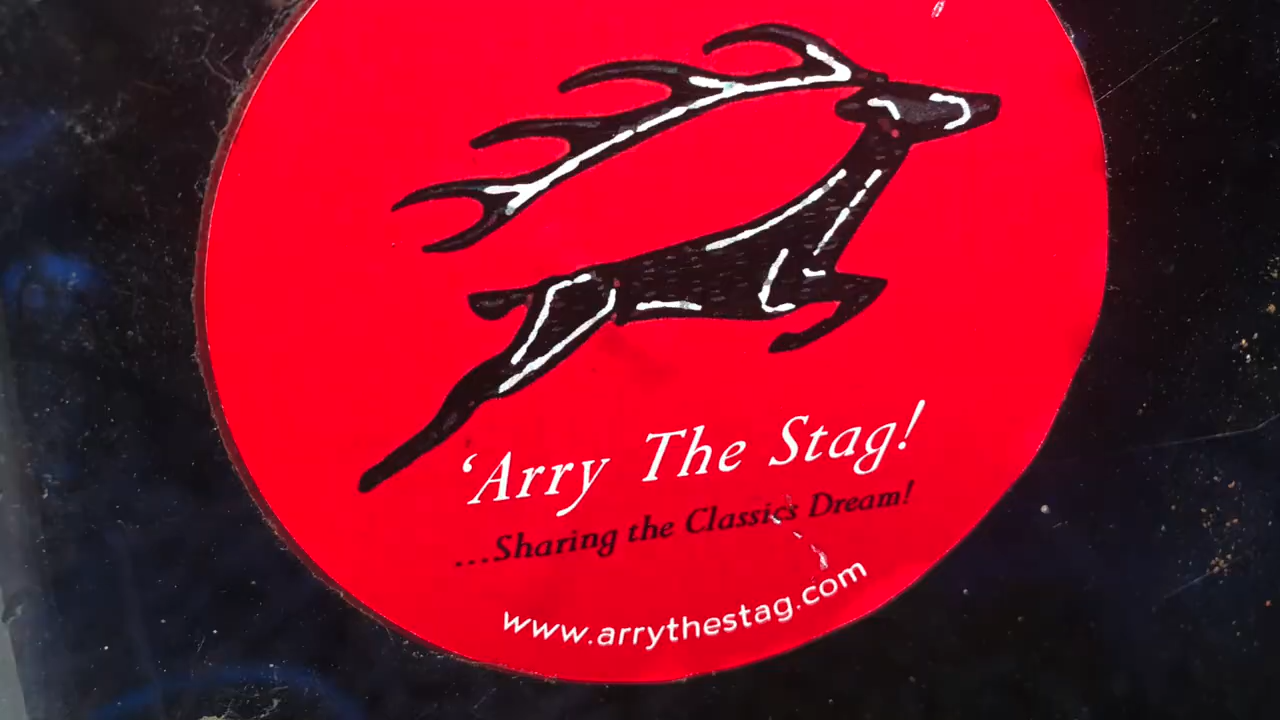 ‘Arry The Stag!
...Sharing the Classics Dream!
www.arrythestag.com